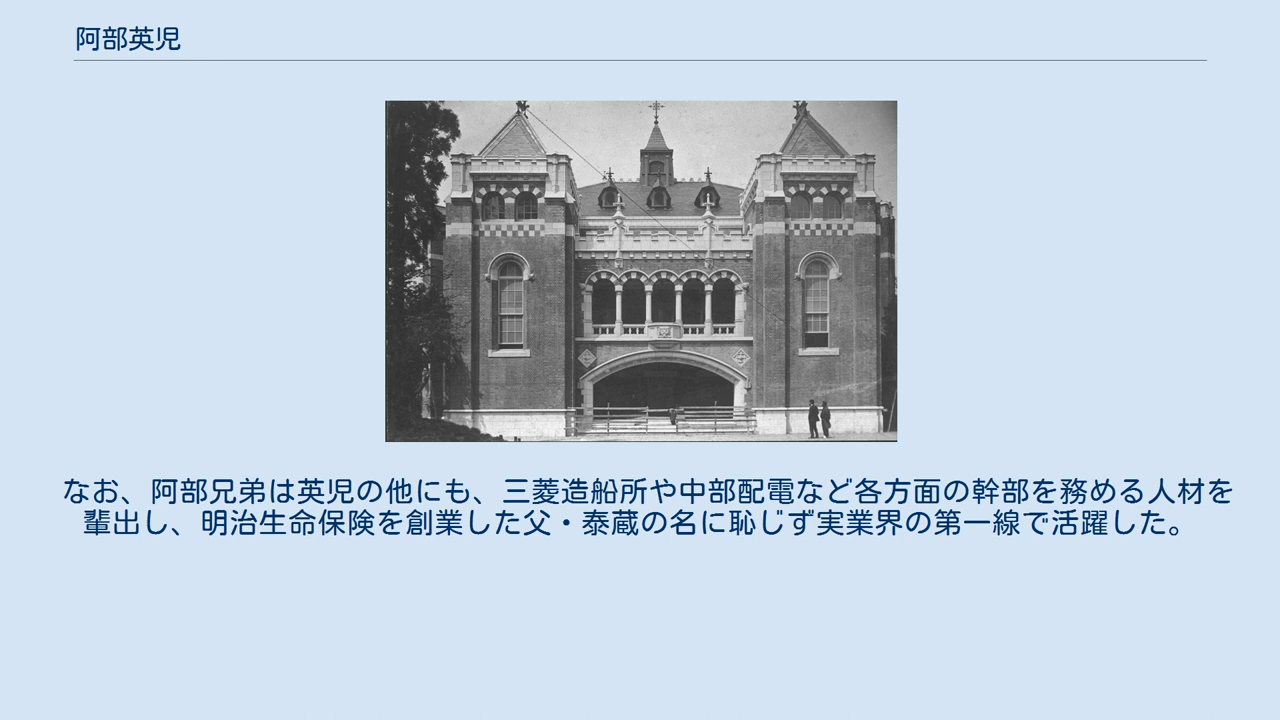 阿部英児
なお、阿部兄弟は英児の他にも、三菱造船所や中部配電など各方面の幹部を務める人材を
輩出し、明治生命保険を創業した父・泰蔵の名に恥じず実業界の第一線で活躍した。